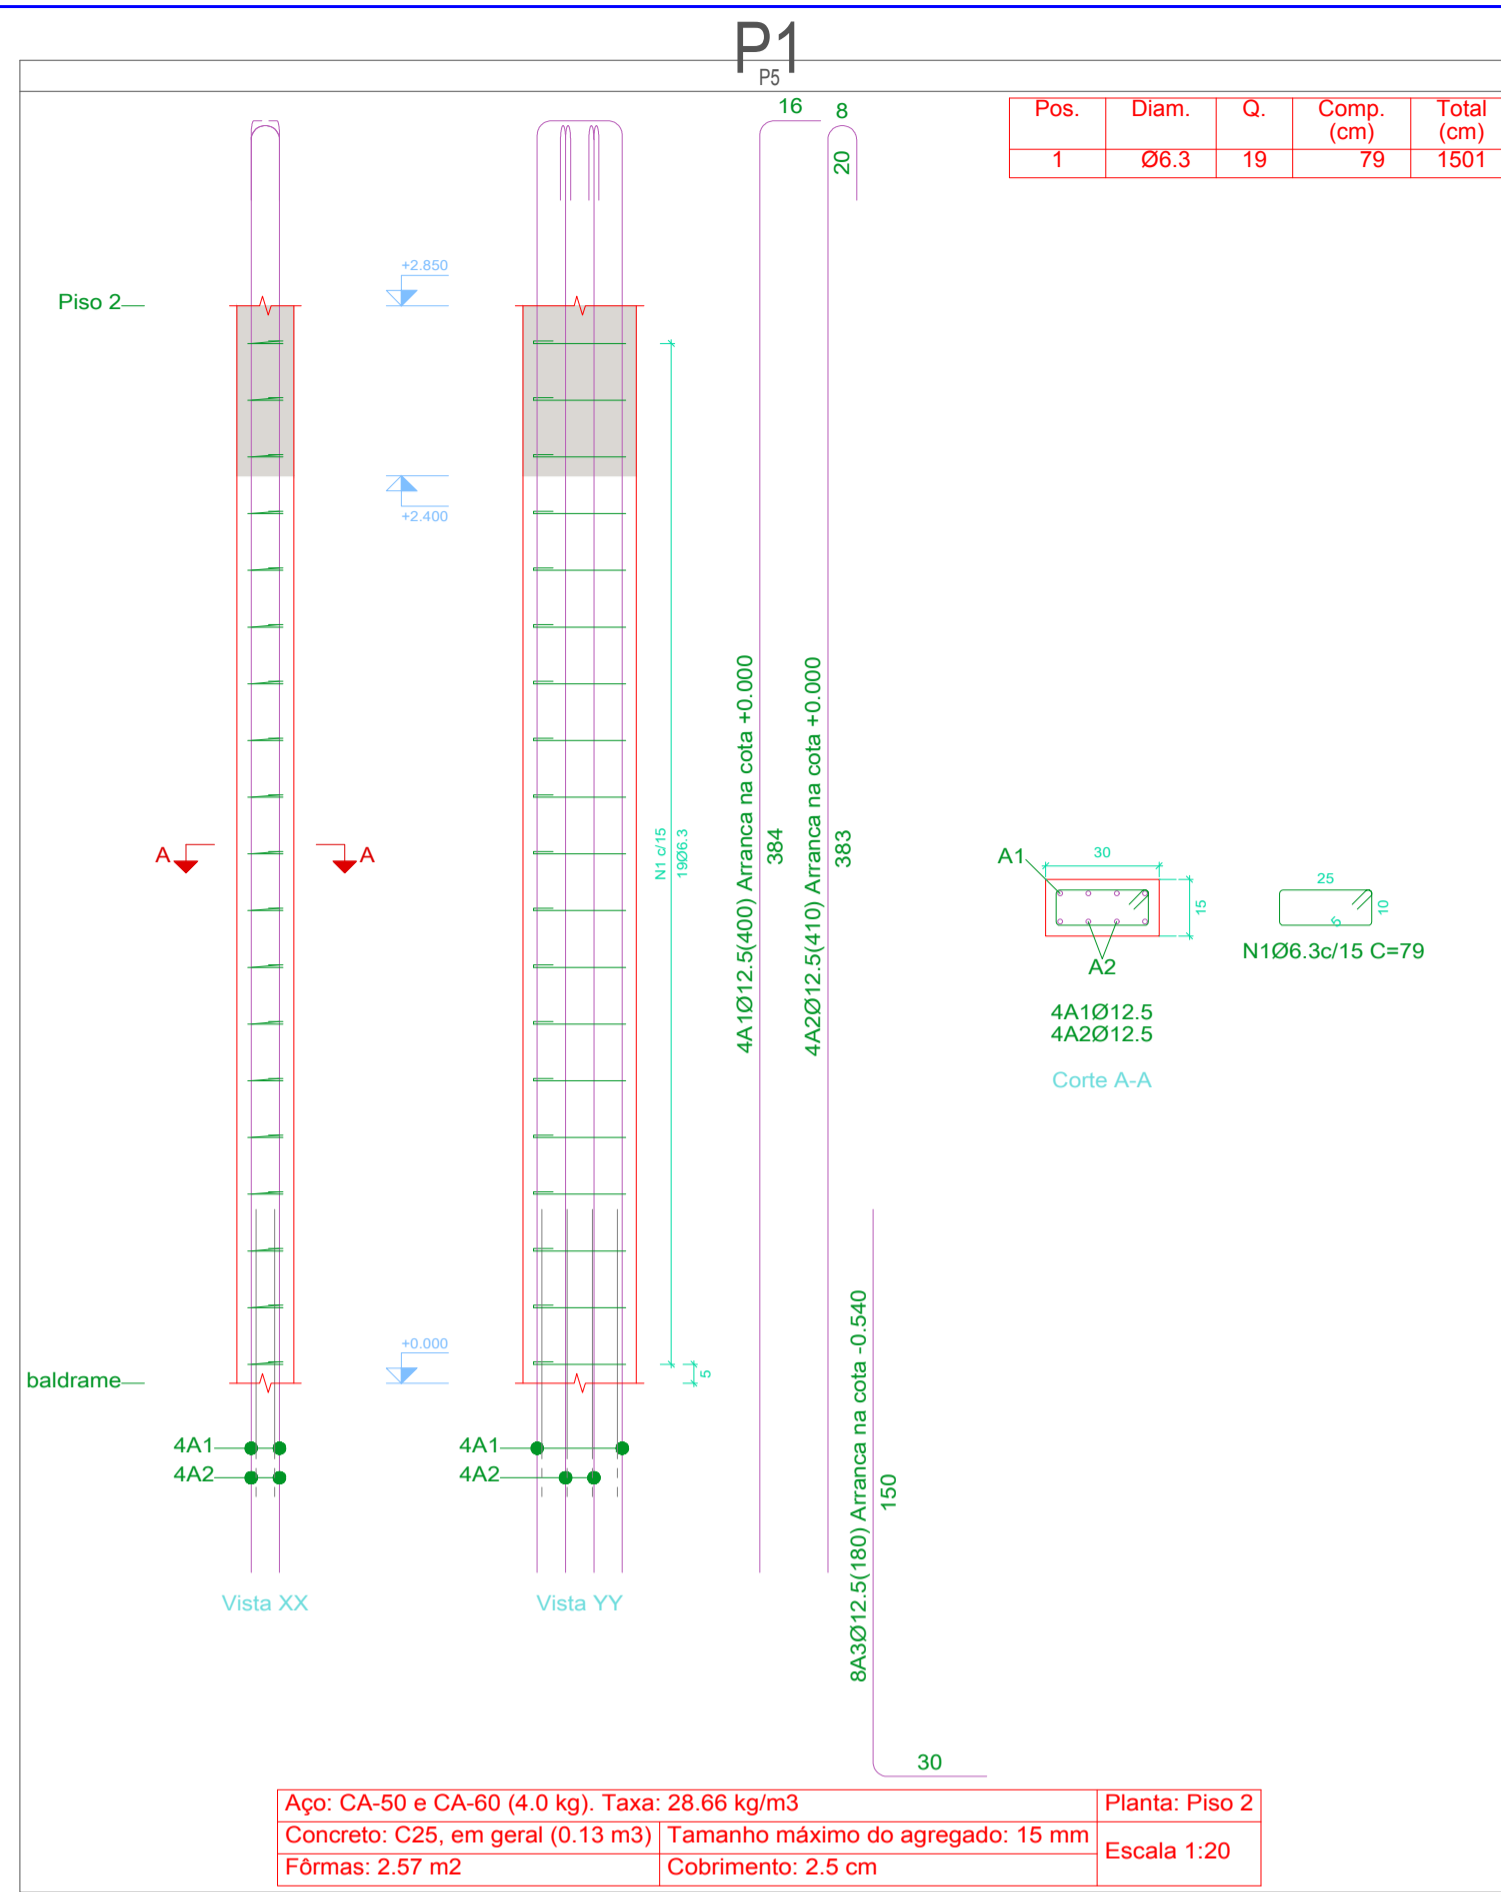 P1
P5
Pos. Diam. Q. Comp. (cm) Total (cm)
1 Ø6.3 19 79 1501
16
8
20
+2.850
Piso 2
+2.400
4A1Ø12.5(400) Arranca na cota +0.000
384
4A2Ø12.5(410) Arranca na cota +0.000
383
N1 c/15
19Ø6.3
A A
A1
30
15
A2
4A1Ø12.5
4A2Ø12.5
Corte A-A
25
10
5
N1Ø6.3c/15 C=79
+0.000
baldrame
5
4A1
4A2
4A1
4A2
Vista XX
Vista YY
8A3Ø12.5(180) Arranca na cota -0.540
150
30
Aço: CA-50 e CA-60 (4.0 kg). Taxa: 28.66 kg/m3
Planta: Piso 2
Concreto: C25, em geral (0.13 m3)
Tamanho máximo do agregado: 15 mm
Escala 1:20
Fôrmas: 2.57 m2
Cobrimento: 2.5 cm